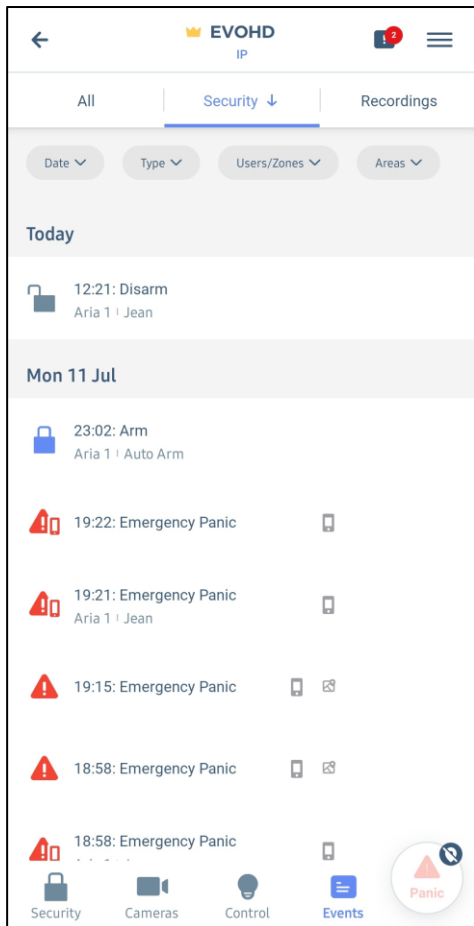 EVOHD
2
IP
All
Security ↓
Recordings
Date
Type
Users/Zones
Areas
Today
12:21: Disarm
Aria 1 | Jean
Mon 11 Jul
23:02: Arm
Aria 1 | Auto Arm
19:22: Emergency Panic
19:21: Emergency Panic
Aria 1 | Jean
19:15: Emergency Panic
18:58: Emergency Panic
18:58: Emergency Panic
Panic
Security
Cameras
Control
Events